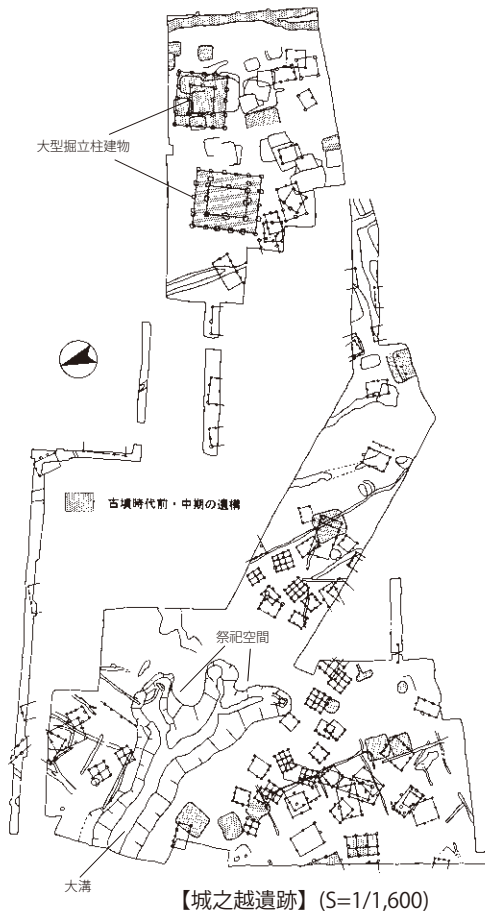 大型掘立柱建物
古墳時代前・中期の遺構
祭祀空間
大溝
【城之越遺跡】(S=1/1,600)